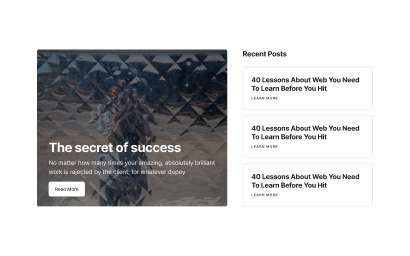 The secret of success
No matter how many times your amazing, absolutely brilliant
work is rejected by the client, for whatever dopey
Read More
Recent Posts
40 Lessons About Web You Need
To Learn Before You Hit
LEARN MORE
40 Lessons About Web You Need
To Learn Before You Hit
LEARN MORE
40 Lessons About Web You Need
To Learn Before You Hit
LEARN MORE